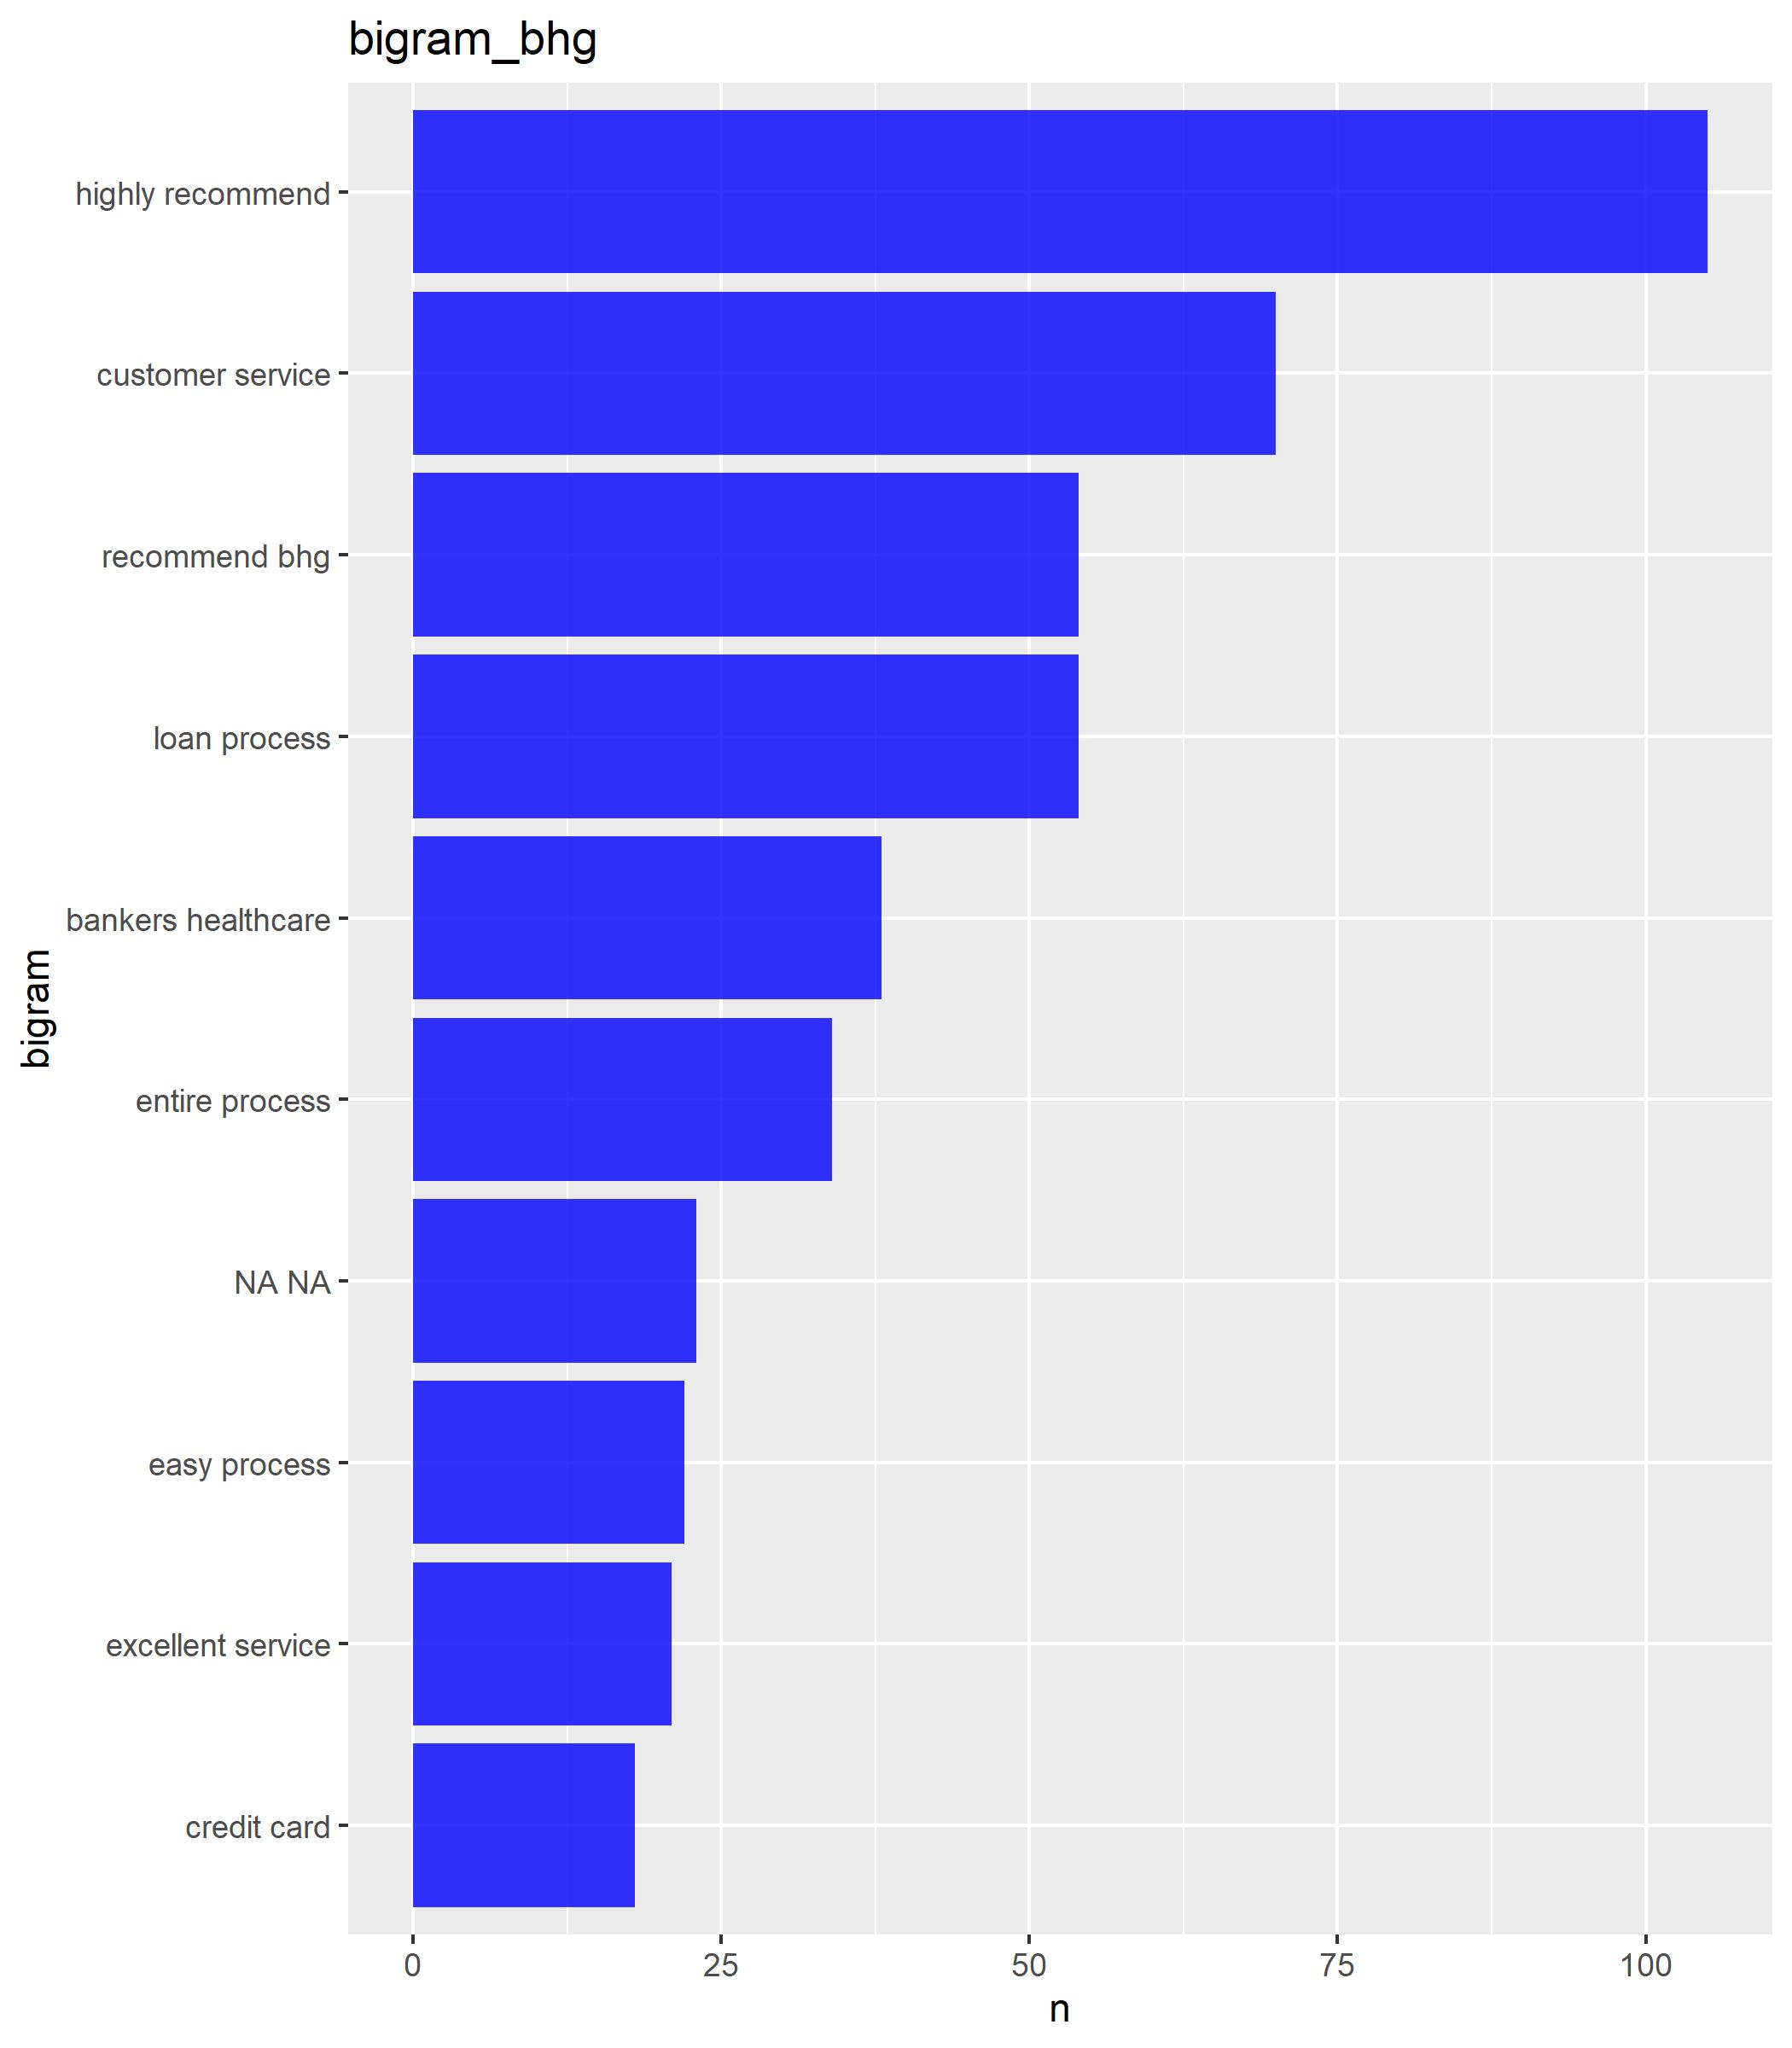 bigram_bhg
highly recommend
customer service
recommend bhg
loan process
bankers healthcare
entire process
NA NA
easy process
excellent service
credit card
bigram
0 25 50 75 100
n